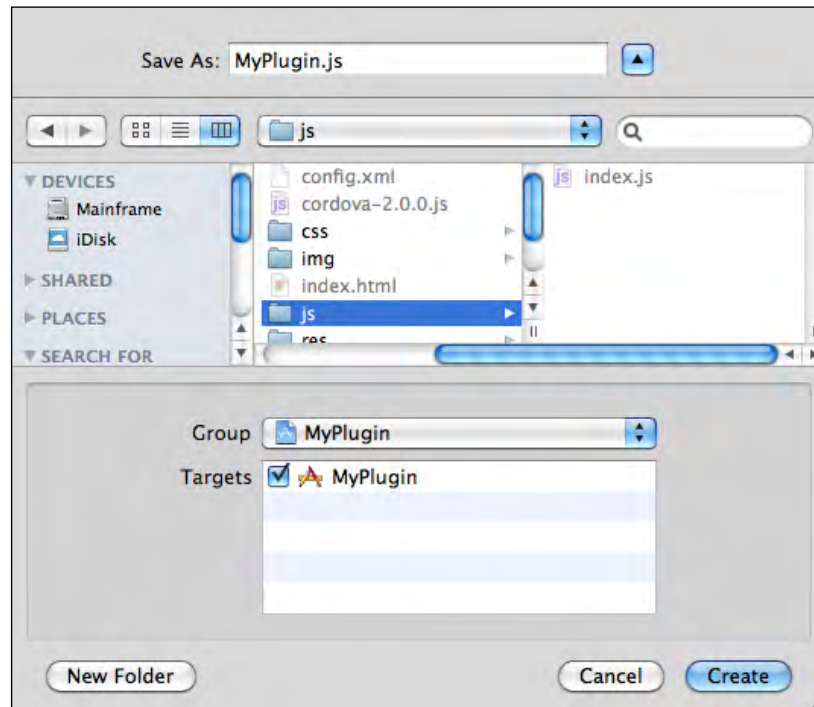 Save As: MyPlugin.js
js
DEVICES
Mainframe
iDisk
SHARED
PLACES
SEARCH FOR
config.xml
cordova-2.0.0.js
css
img
index.html
js
res
index.js
Group MyPlugin
Targets MyPlugin
New Folder Cancel Create